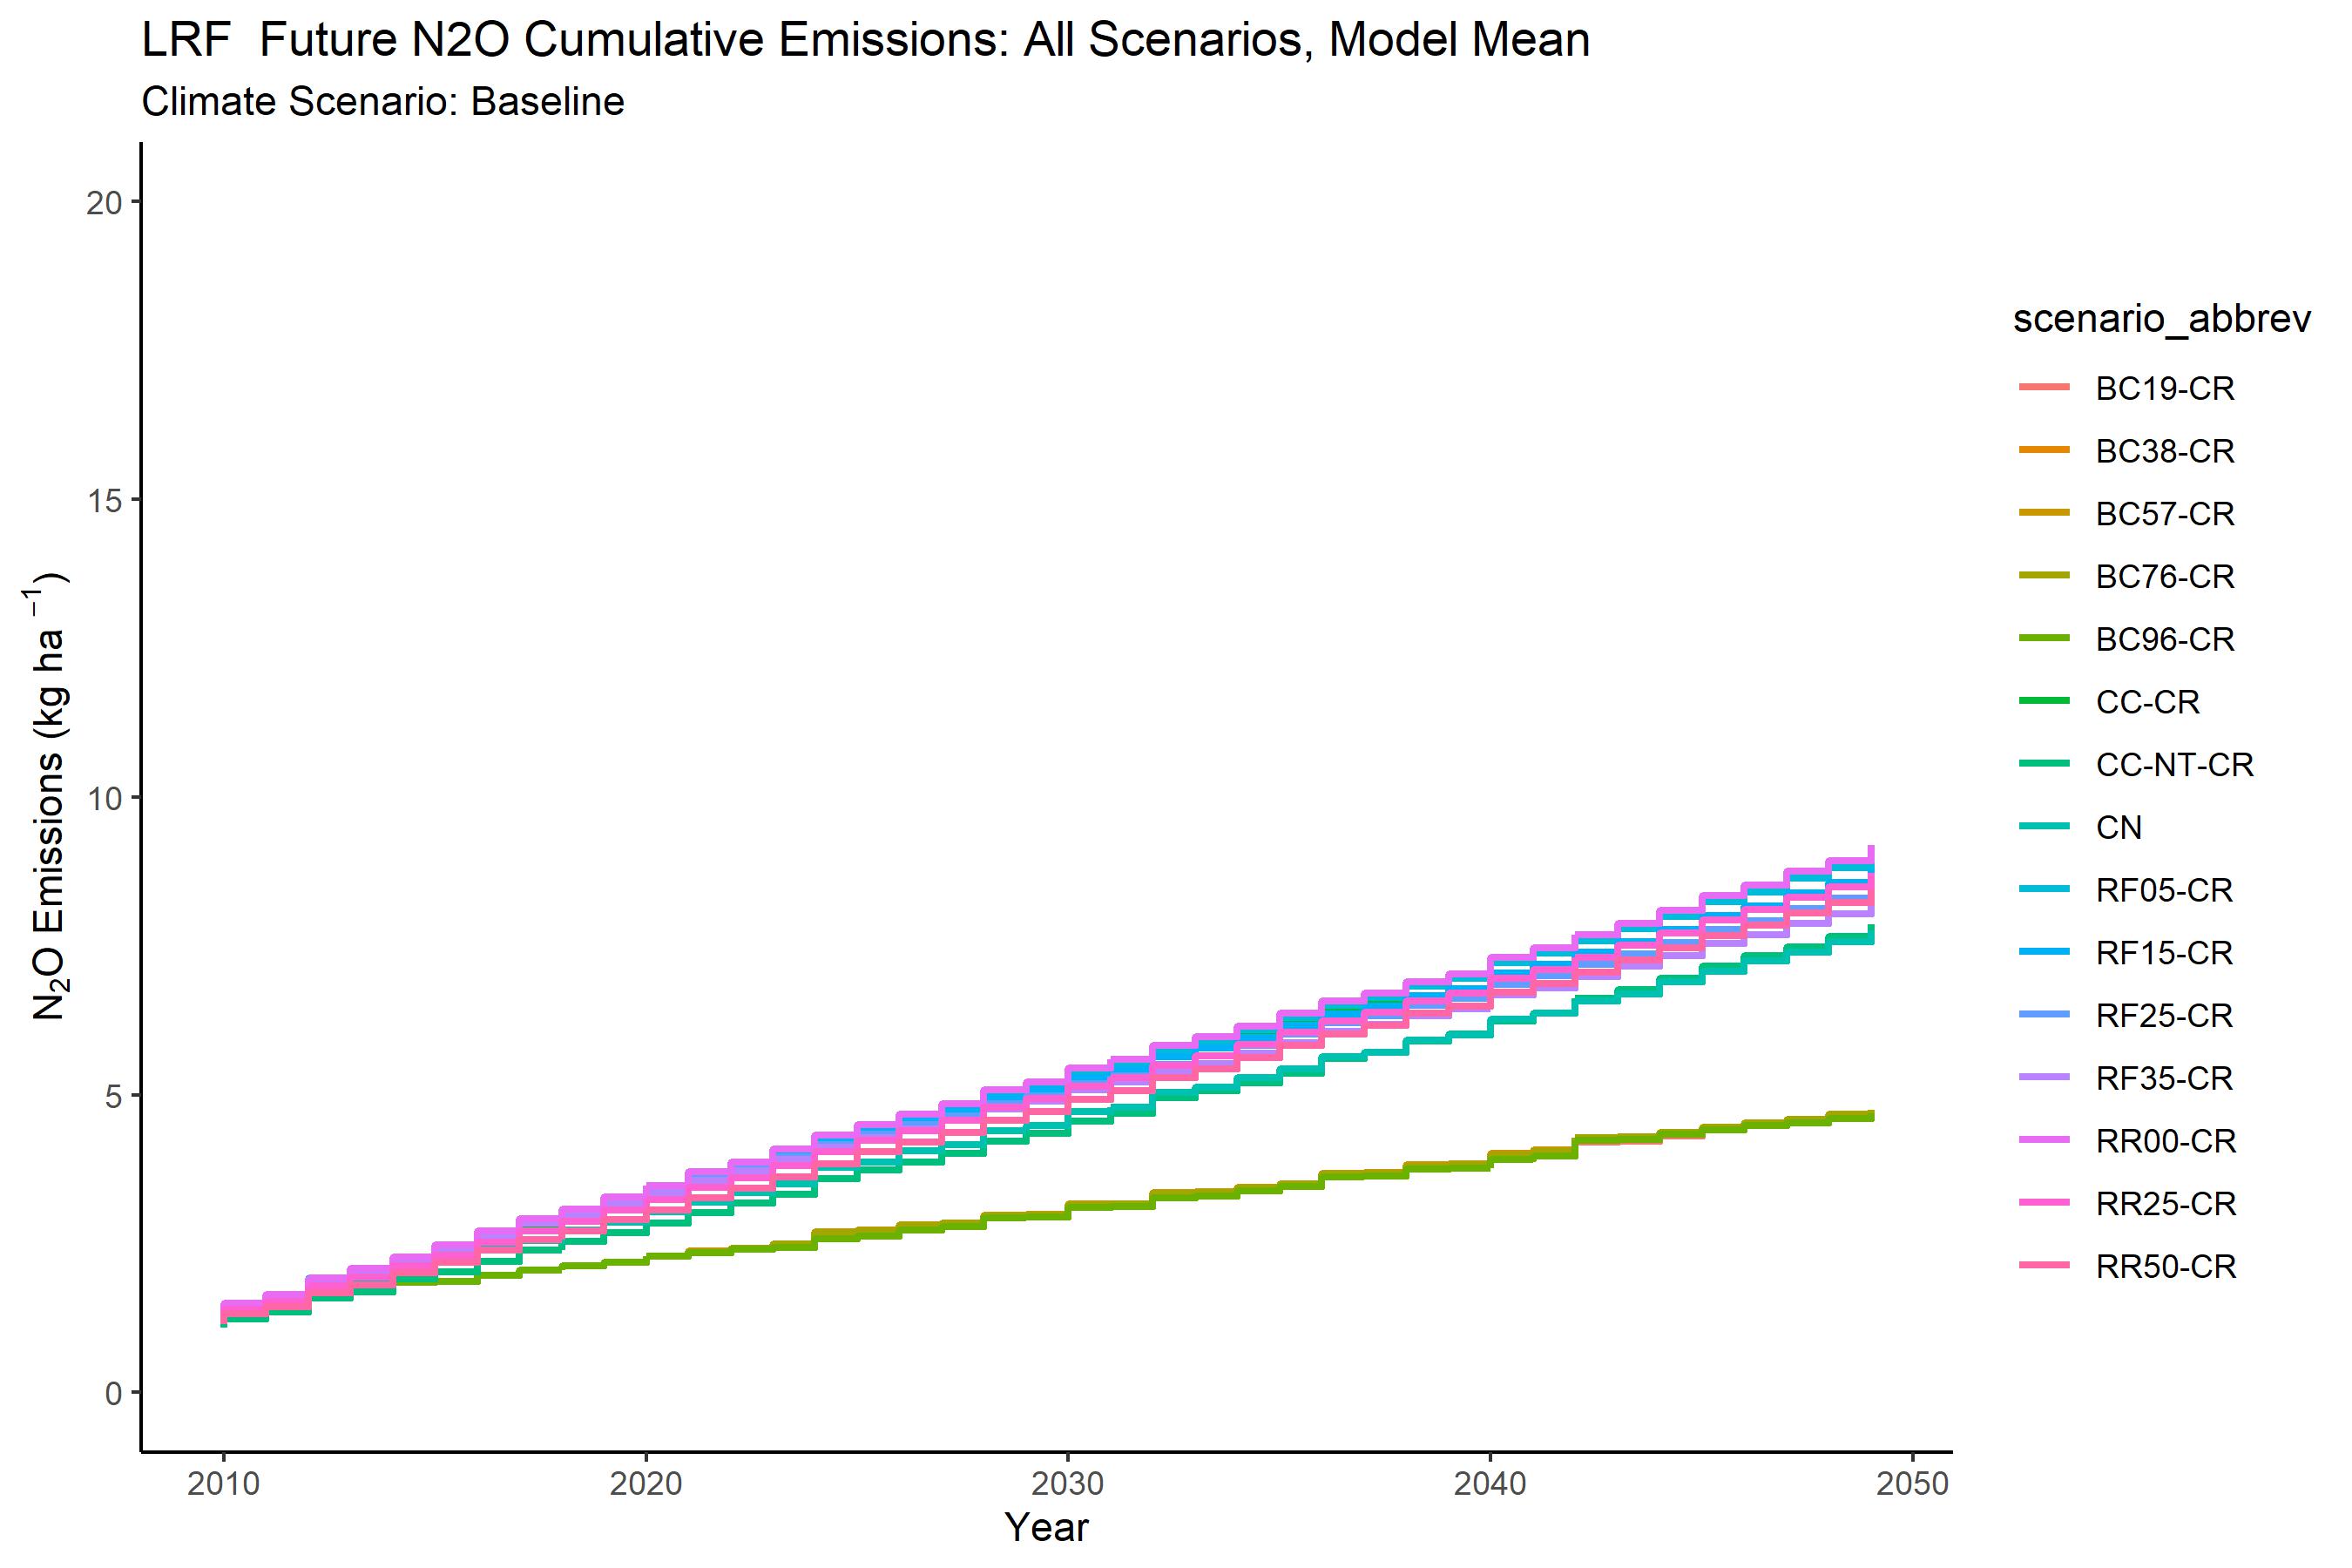 LRF  Future N2O Cumulative Emissions: All Scenarios, Model Mean
Climate Scenario: Baseline
N₂O Emissions (kg ha ⁻¹)
20
15
10
5
0
2010
2020
2030
2040
2050
Year
scenario_abbrev
BC19-CR
BC38-CR
BC57-CR
BC76-CR
BC96-CR
CC-CR
CC-NT-CR
CN
RF05-CR
RF15-CR
RF25-CR
RF35-CR
RR00-CR
RR25-CR
RR50-CR